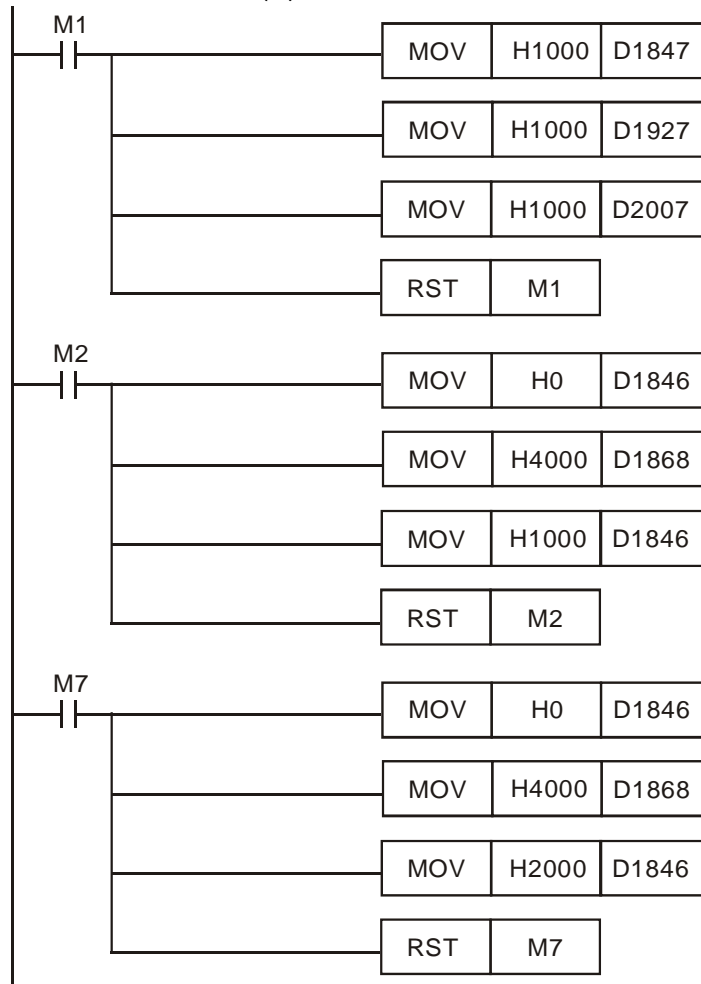 M1
MOV H1000 D1847
MOV H1000 D1927
MOV H1000 D2007
RST M1
M2
MOV H0 D1846
MOV H4000 D1868
MOV H1000 D1846
RST M2
M7
MOV H0 D1846
MOV H4000 D1868
MOV H2000 D1846
RST M7